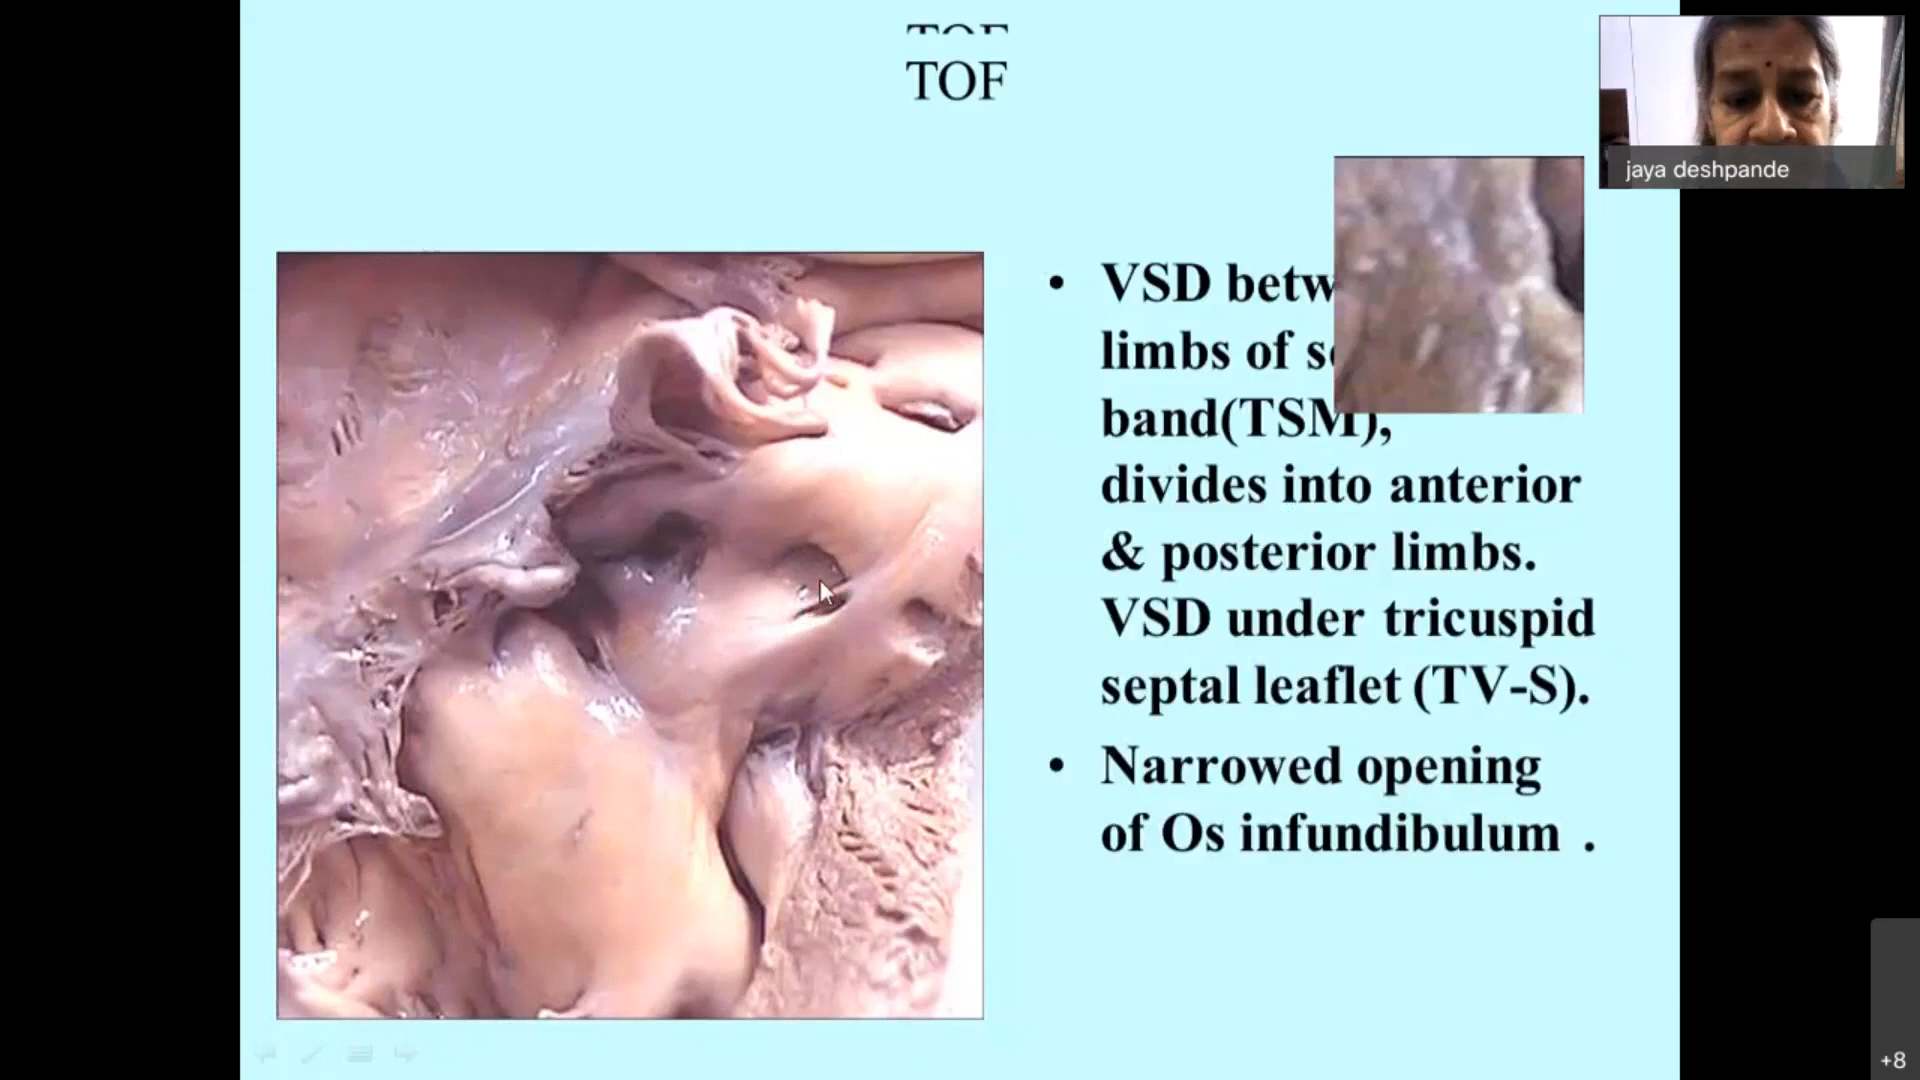 TOF
jaya deshpande
VSD
limbs of
band(TSM),
divides into anterior
& posterior limbs.
VSD under tricuspid
septal leaflet (TV-S).
Narrowed opening
of Os infundibulum .
+8